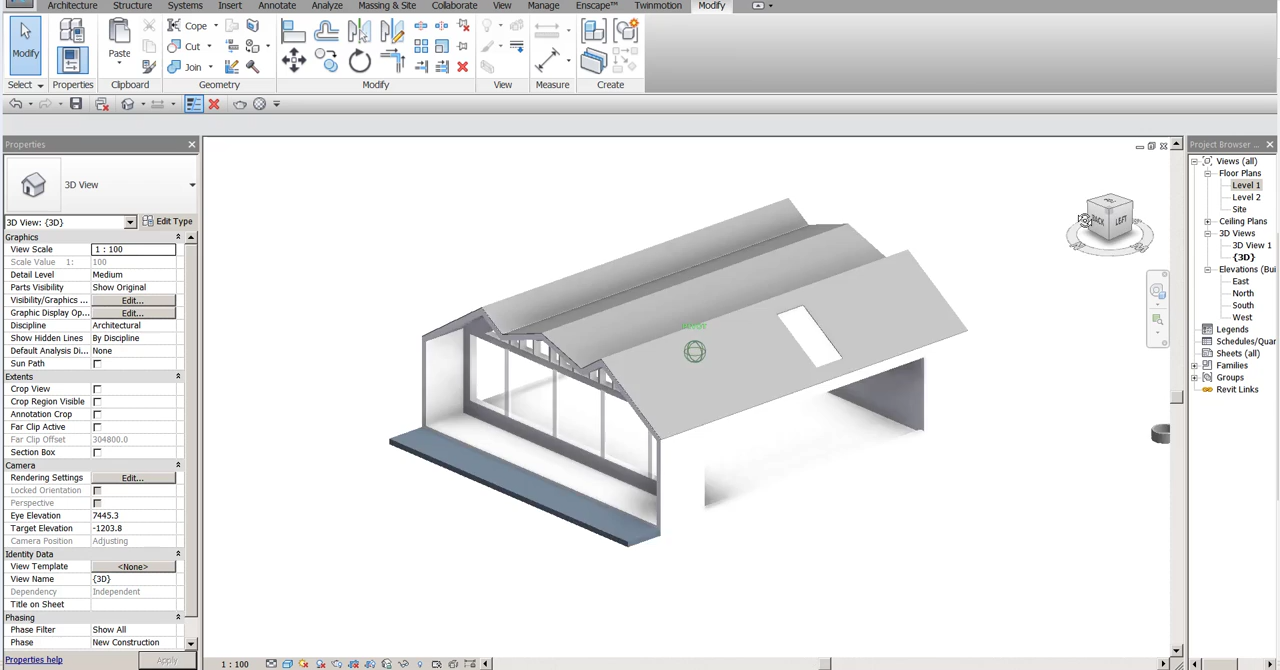 Architecture Structure Systems Insert Annotate Analyze Massing & Site Collaborate View Manage Enscape™ Twinmotion Modify
Modify Paste Cope
Cut
Join
Select Properties Clipboard Geometry Modify View Measure Create
Properties
3D View
3D View: {3D} Edit Type
Graphics
View Scale 1 : 100
Scale Value 1: 100
Detail Level Medium
Parts Visibility Show Original
Visibility/Graphics ... Edit...
Graphic Display Op... Edit...
Discipline Architectural
Show Hidden Lines By Discipline
Default Analysis Di... None
Sun Path
Extents
Crop View
Crop Region Visible
Annotation Crop
Far Clip Active
Far Clip Offset 304800.0
Section Box
Camera
Rendering Settings Edit...
Locked Orientation
Perspective
Eye Elevation 7445.3
Target Elevation -1203.8
Camera Position Adjusting
Identity Data
View Template <None>
View Name {3D}
Dependency Independent
Title on Sheet
Phasing
Phase Filter Show All
Phase New Construction
Properties help Apply
PIVOT
BACK LEFT
1 : 100
Project Browser ...
Views (all)
Floor Plans
Level 1
Level 2
Site
Ceiling Plans
3D Views
3D View 1
{3D}
Elevations (Bui
East
North
South
West
Legends
Schedules/Quar
Sheets (all)
Families
Groups
Revit Links